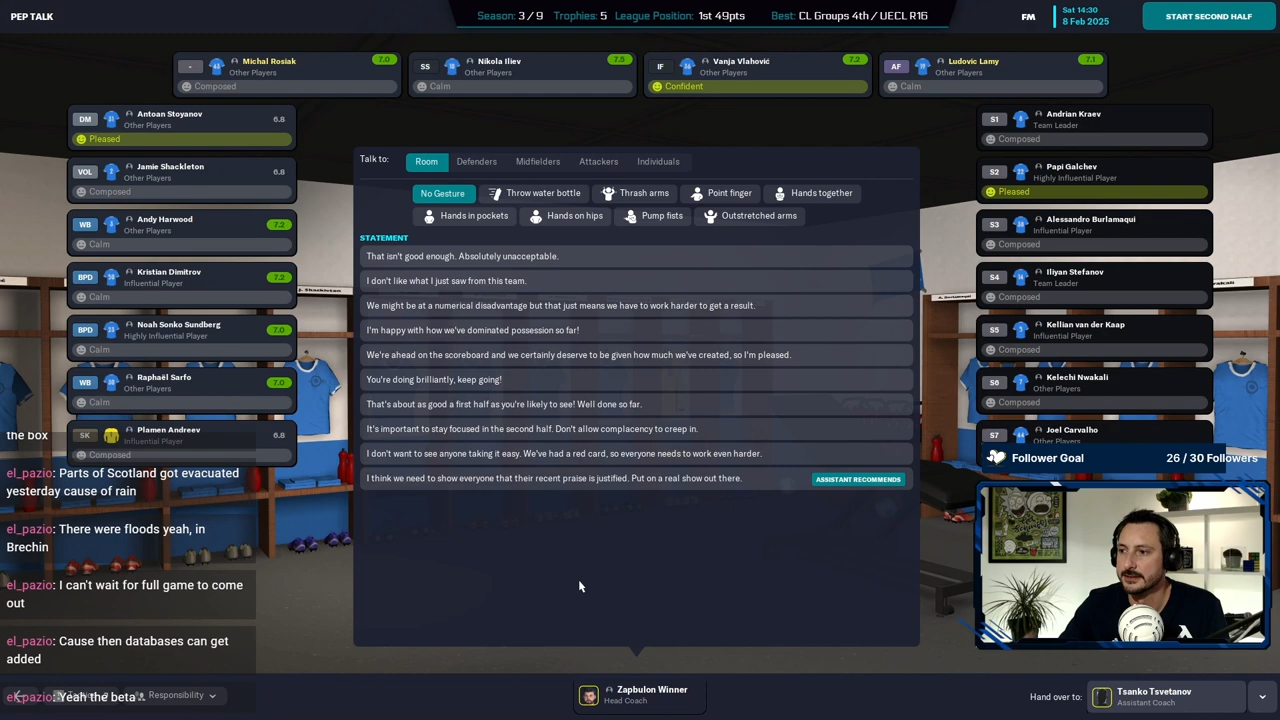 PEP TALK
Season: 3 / 9 Trophies: 5 League Position: 1st 49pts Best: CL Groups 4th / UECL R16
FM
Sat 14:30
8 Feb 2025
START SECOND HALF
- Michal Rosiak 7.0
Other Players
Composed
SS Nikola Iliev 7.5
Other Players
Calm
IF Vanja Vlahović 7.2
Other Players
Confident
AF Ludovic Lamy 7.1
Other Players
Calm
DM Antoan Stoyanov 6.8
Other Players
Pleased
VOL Jamie Shackleton 6.8
Other Players
Composed
WB Andy Harwood 7.2
Other Players
Calm
BPD Kristian Dimitrov 7.2
Influential Player
Calm
BPD Noah Sonko Sundberg 7.0
Highly Influential Player
Calm
WB Raphaël Sarfo 7.0
Other Players
Calm
SK Plamen Andreev 6.8
Influential Player
Composed
Talk to: Room Defenders Midfielders Attackers Individuals
No Gesture Throw water bottle Thrash arms Point finger Hands together
Hands in pockets Hands on hips Pump fists Outstretched arms
STATEMENT
That isn't good enough. Absolutely unacceptable.
I don't like what I just saw from this team.
We might be at a numerical disadvantage but that just means we have to work harder to get a result.
I'm happy with how we've dominated possession so far!
We're ahead on the scoreboard and we certainly deserve to be given how much we've created, so I'm pleased.
You're doing brilliantly, keep going!
That's about as good a first half as you're likely to see! Well done so far.
It's important to stay focused in the second half. Don't allow complacency to creep in.
I don't want to see anyone taking it easy. We've had a red card, so everyone needs to work even harder.
I think we need to show everyone that their recent praise is justified. Put on a real show out there. ASSISTANT RECOMMENDS
S1 Andrian Kraev
Team Leader
Composed
S2 Papi Galchev
Highly Influential Player
Pleased
S3 Alessandro Burlamaqui
Influential Player
Composed
S4 Iliyan Stefanov
Team Leader
Composed
S5 Kellian van der Kaap
Influential Player
Composed
S6 Kelechi Nwakali
Other Players
Composed
S7 Joel Carvalho
Other Players
Follower Goal 26 / 30 Followers
the box
el_pazio: Parts of Scotland got evacuated
yesterday cause of rain
el_pazio: There were floods yeah, in
Brechin
el_pazio: I can't wait for full game to come
out
el_pazio: Cause then databases can get
added
el_pazio: Yeah the beta
Responsibility
Zapbulon Winner
Head Coach
Hand over to: Tsanko Tsvetanov
Assistant Coach